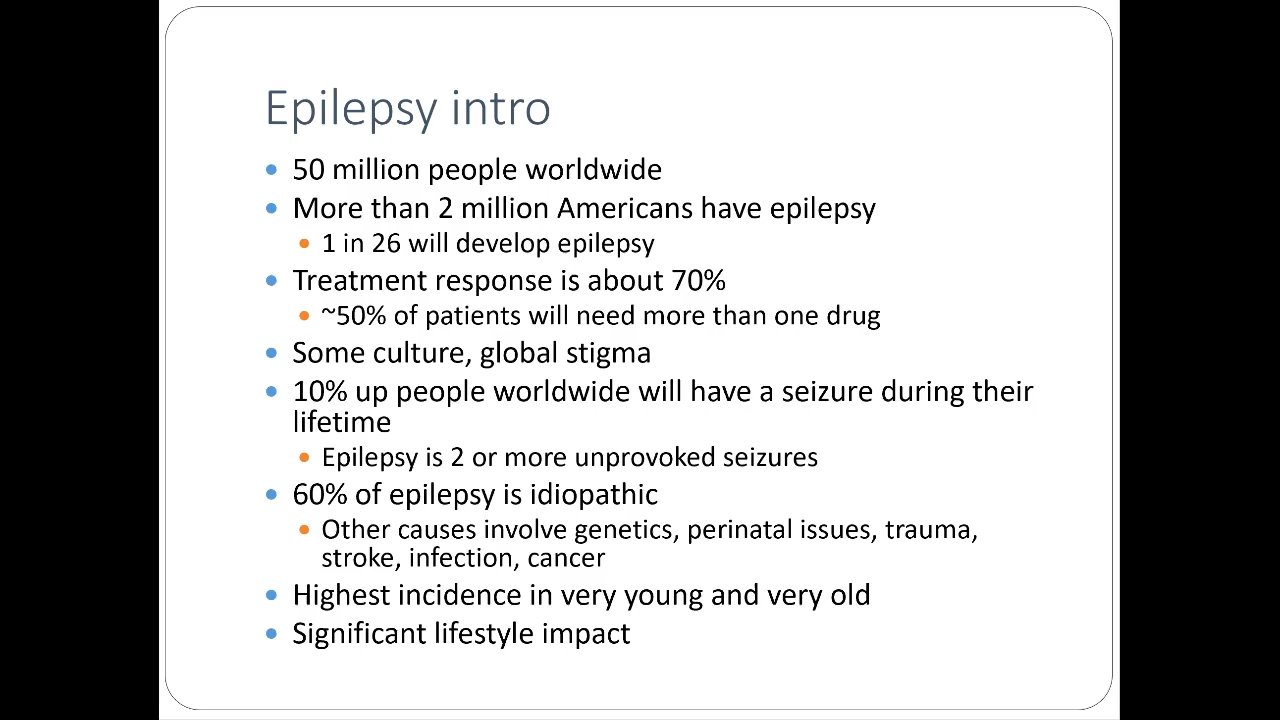 Epilepsy intro
• 50 million people worldwide
• More than 2 million Americans have epilepsy
• 1 in 26 will develop epilepsy
• Treatment response is about 70%
• ~50% of patients will need more than one drug
• Some culture, global stigma
• 10% up people worldwide will have a seizure during their
lifetime
• Epilepsy is 2 or more unprovoked seizures
• 60% of epilepsy is idiopathic
• Other causes involve genetics, perinatal issues, trauma,
stroke, infection, cancer
• Highest incidence in very young and very old
• Significant lifestyle impact